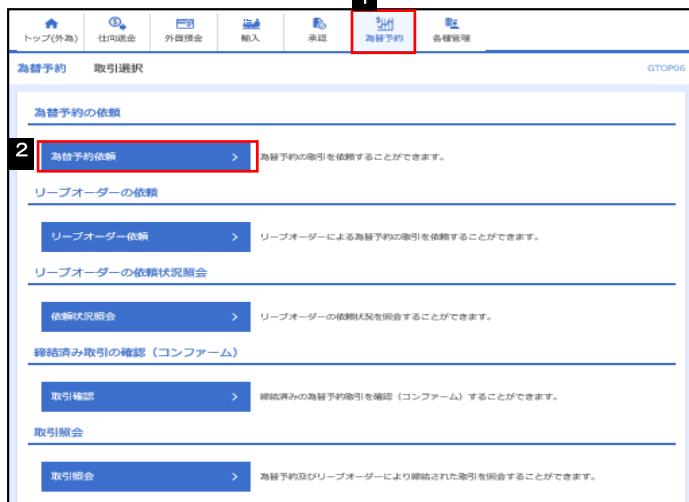 1
トップ(外為) 仕向送金 外貨預金 輸入 承認 為替予約 各種管理
為替予約 取引選択 GTOP06
為替予約の依頼
2
為替予約依頼 > 為替予約の取引を依頼することができます。
リーブオーダーの依頼
リーブオーダー依頼 > リーブオーダーによる為替予約の取引を依頼することができます。
リーブオーダーの依頼状況照会
依頼状況照会 > リーブオーダーの依頼状況を照会することができます。
締結済み取引の確認（コンファーム）
取引確認 > 締結済みの為替予約取引を確認（コンファーム）することができます。
取引照会
取引照会 > 為替予約及びリーブオーダーにより締結された取引を照会することができます。